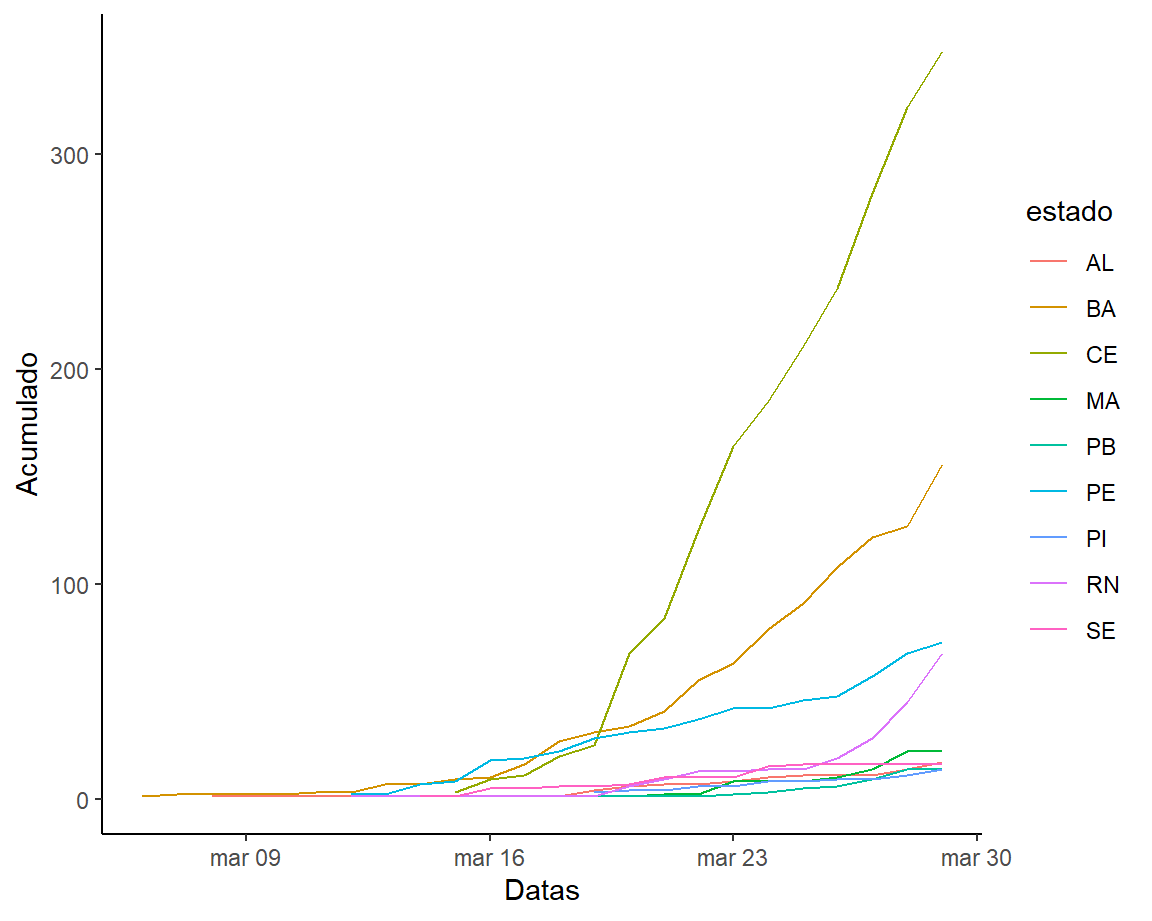 300
200
100
0
Acumulado
mar 09
mar 16
mar 23
mar 30
Datas
estado
AL
BA
CE
MA
PB
PE
PI
RN
SE